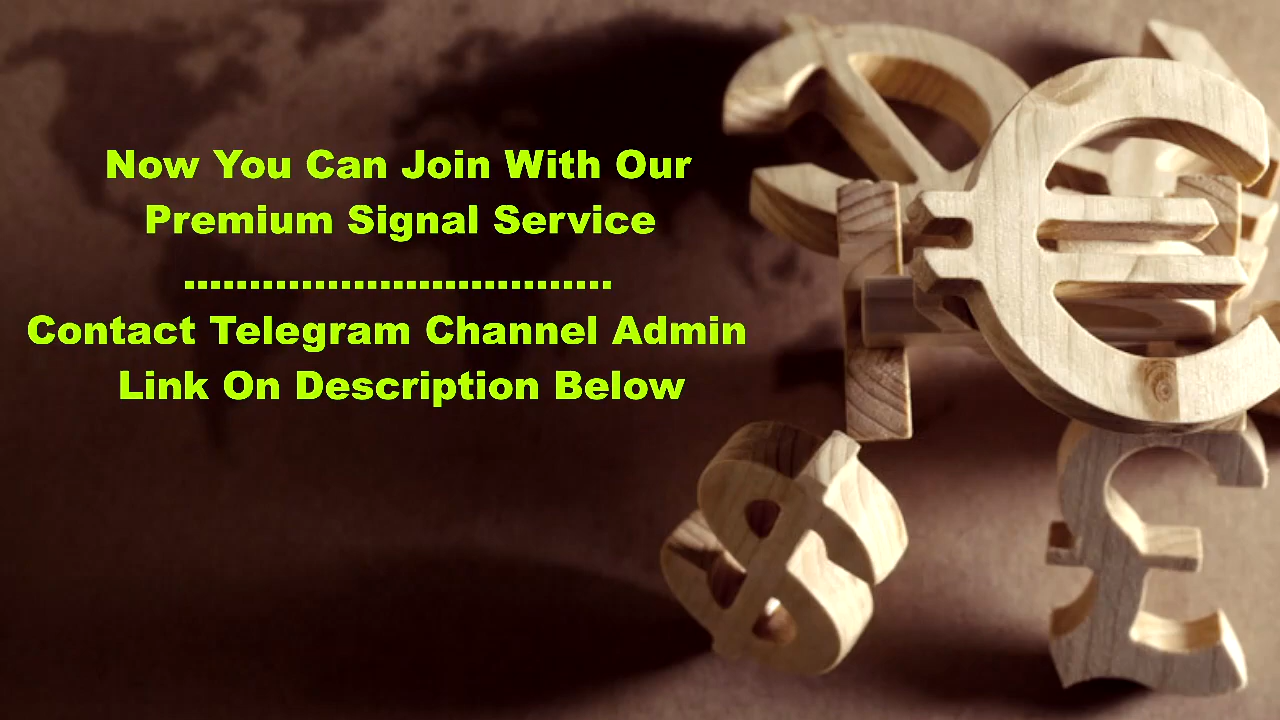 Now You Can Join With Our
Premium Signal Service
.................................
Contact Telegram Channel Admin
Link On Description Below